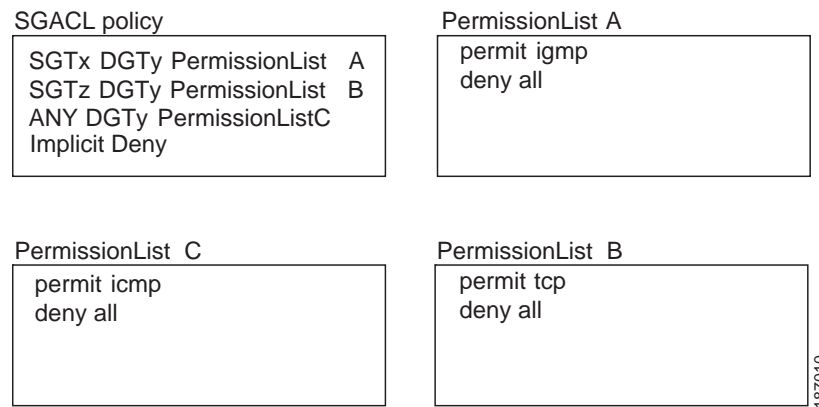 SGACL policy
SGTx DGTy PermissionList A
SGTz DGTy PermissionList B
ANY DGTy PermissionListC
Implicit Deny
PermissionList A
permit igmp
deny all
PermissionList C
permit icmp
deny all
PermissionList B
permit tcp
deny all